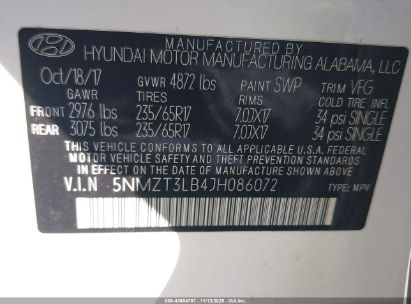 MANUFACTURED BY
HYUNDAI MOTOR MANUFACTURING ALABAMA, LLC
Oct/18/17 GVWR 4872 lbs PAINT SWP TRIM VFG
GAWR TIRES RIMS COLD TIRE INFL
FRONT 2976 lbs 235/65R17 7.0JX17 34 psi SINGLE
REAR 3075 lbs 235/65R17 7.0JX17 34 psi SINGLE
THIS VEHICLE CONFORMS TO ALL APPLICABLE FEDERAL
MOTOR VEHICLE SAFETY AND THEFT PREVENTION STANDARDS
IN EFFECT ON THE DATE OF MANUFACTURE SHOWN ABOVE.
V.I.N 5NMZT3LB4JH086072 TYPE: MPV